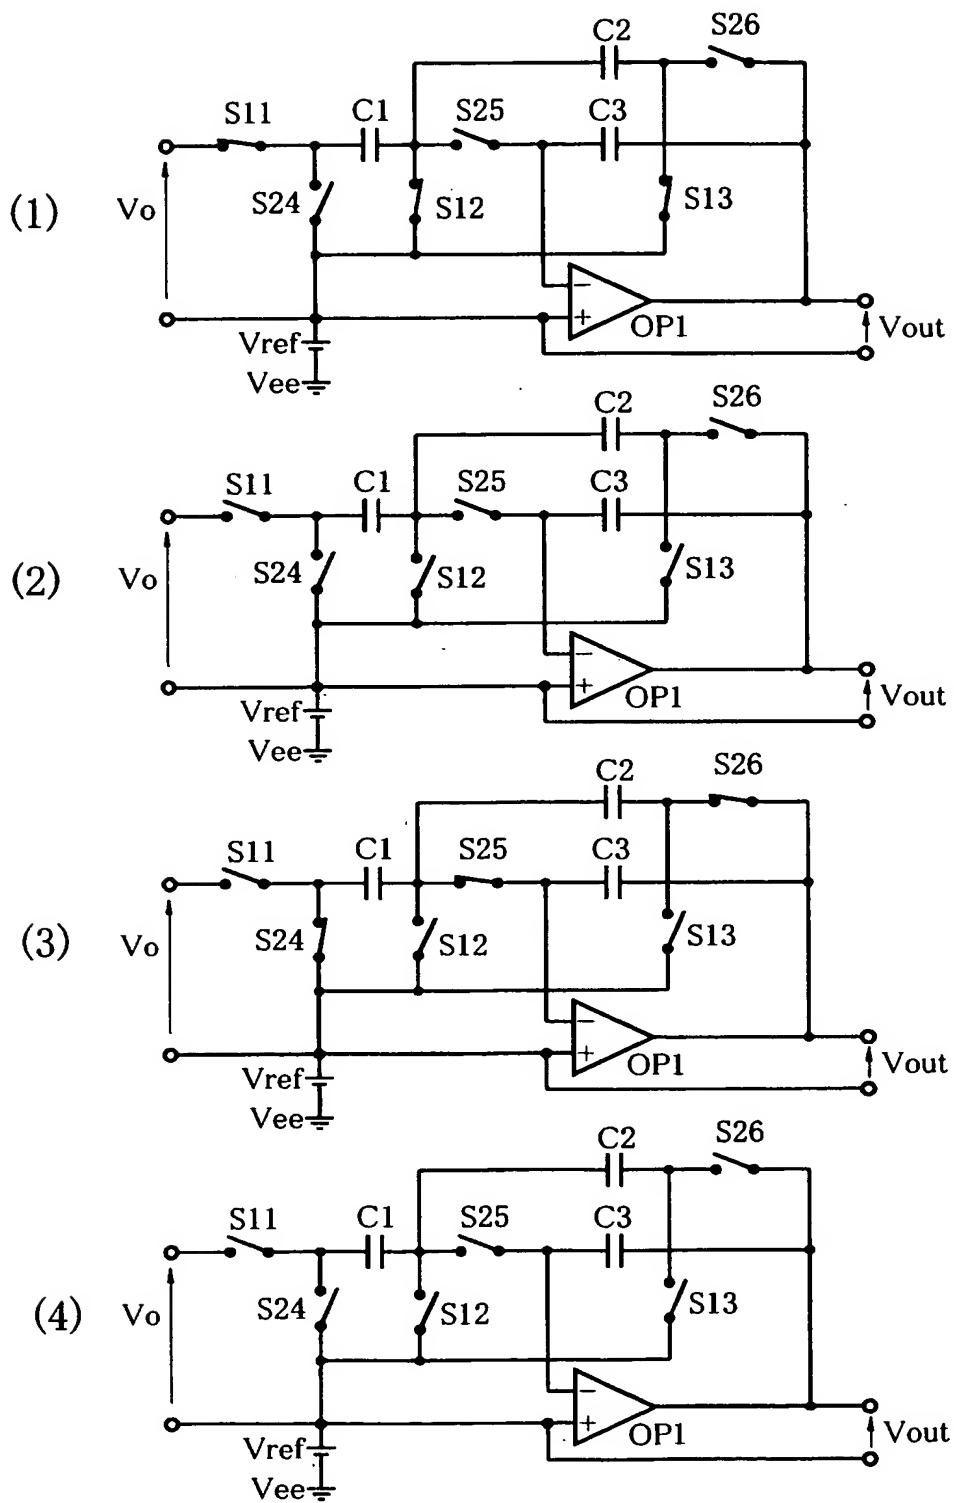 C2
S26
S11
C1
S25
C3
(1)
Vo
S24
S12
S13
−
+
OP1
Vout
Vref
Vee
C2
S26
S11
C1
S25
C3
(2)
Vo
S24
S12
S13
−
+
OP1
Vout
Vref
Vee
C2
S26
S11
C1
S25
C3
(3)
Vo
S24
S12
S13
−
+
OP1
Vout
Vref
Vee
C2
S26
S11
C1
S25
C3
(4)
Vo
S24
S12
S13
−
+
OP1
Vout
Vref
Vee